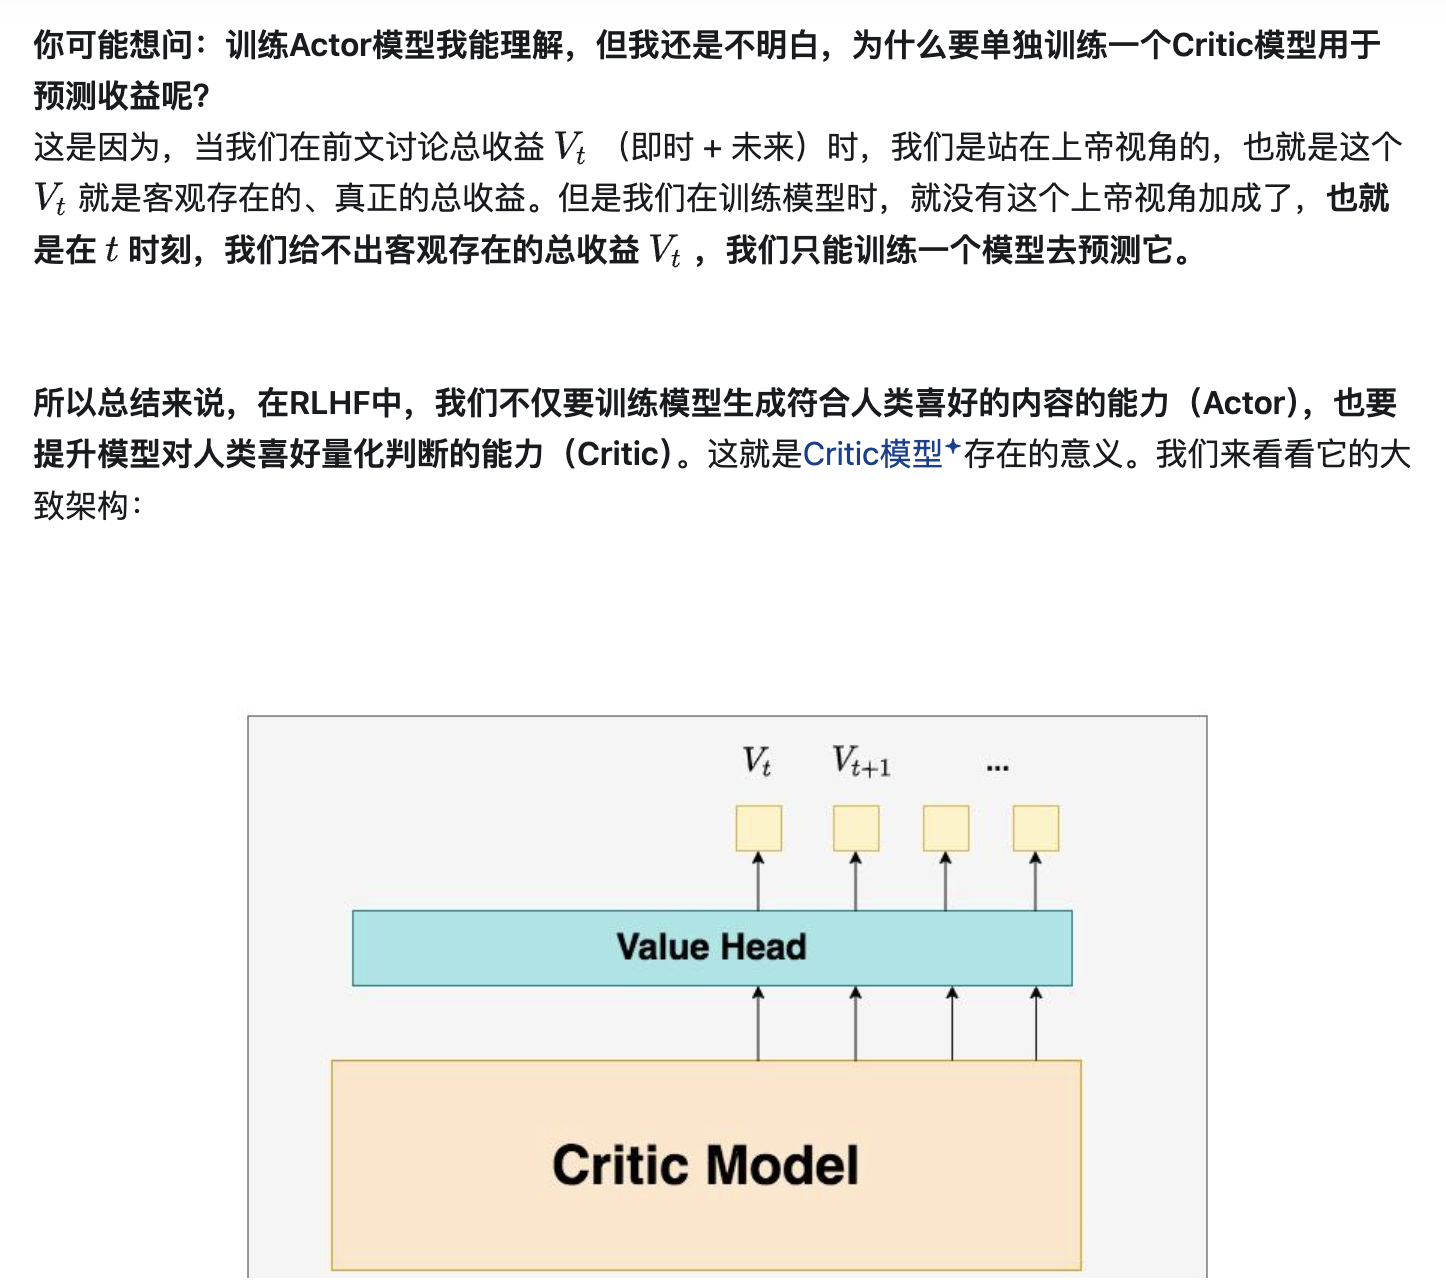 你可能想问：训练Actor模型我能理解，但我还是不明白，为什么要单独训练一个Critic模型用于
预测收益呢？
这是因为，当我们在前文讨论总收益 V_t （即时 + 未来）时，我们是站在上帝视角的，也就是这个
V_t 就是客观存在的、真正的总收益。但是我们在训练模型时，就没有这个上帝视角加成了，也就
是在 t 时刻，我们给不出客观存在的总收益 V_t ，我们只能训练一个模型去预测它。
所以总结来说，在RLHF中，我们不仅要训练模型生成符合人类喜好的内容的能力（Actor），也要
提升模型对人类喜好量化判断的能力（Critic）。这就是Critic模型存在的意义。我们来看看它的大
致架构：
V_t V_{t+1} ...
Value Head
Critic Model